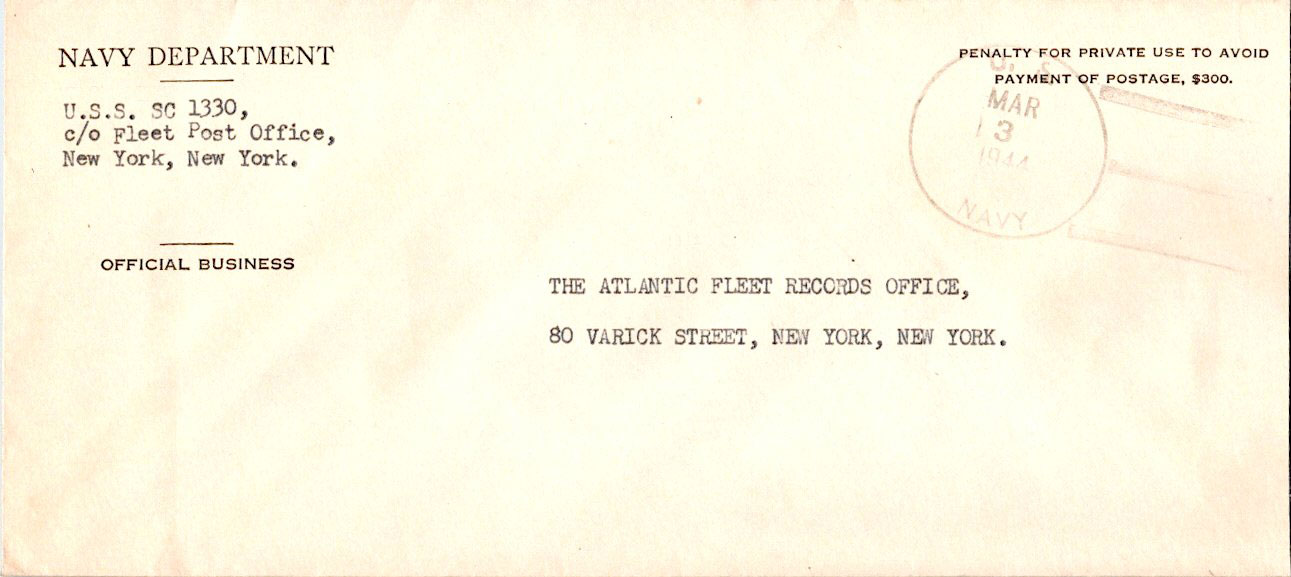 NAVY DEPARTMENT
U.S.S. SC 1330,
c/o Fleet Post Office,
New York, New York.
OFFICIAL BUSINESS
PENALTY FOR PRIVATE USE TO AVOID
PAYMENT OF POSTAGE, $300.
U. S.
MAR
3
1944
NAVY
THE ATLANTIC FLEET RECORDS OFFICE,
80 VARICK STREET, NEW YORK, NEW YORK.